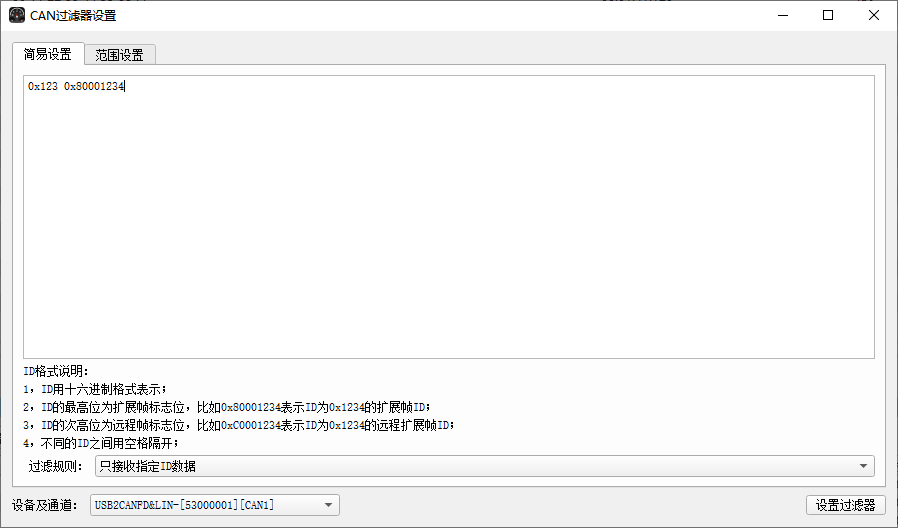 CAN过滤器设置
简易设置 范围设置
0x123 0x80001234
ID格式说明:
1, ID用十六进制格式表示;
2, ID的最高位为扩展帧标志位, 比如0x80001234表示ID为0x1234的扩展帧ID;
3, ID的次高位为远程帧标志位, 比如0xC0001234表示ID为0x1234的远程扩展帧ID;
4, 不同的ID之间用空格隔开;
过滤规则: 只接收指定ID数据
设备及通道: USB2CANFD&LIN-[53000001][CAN1] 设置过滤器